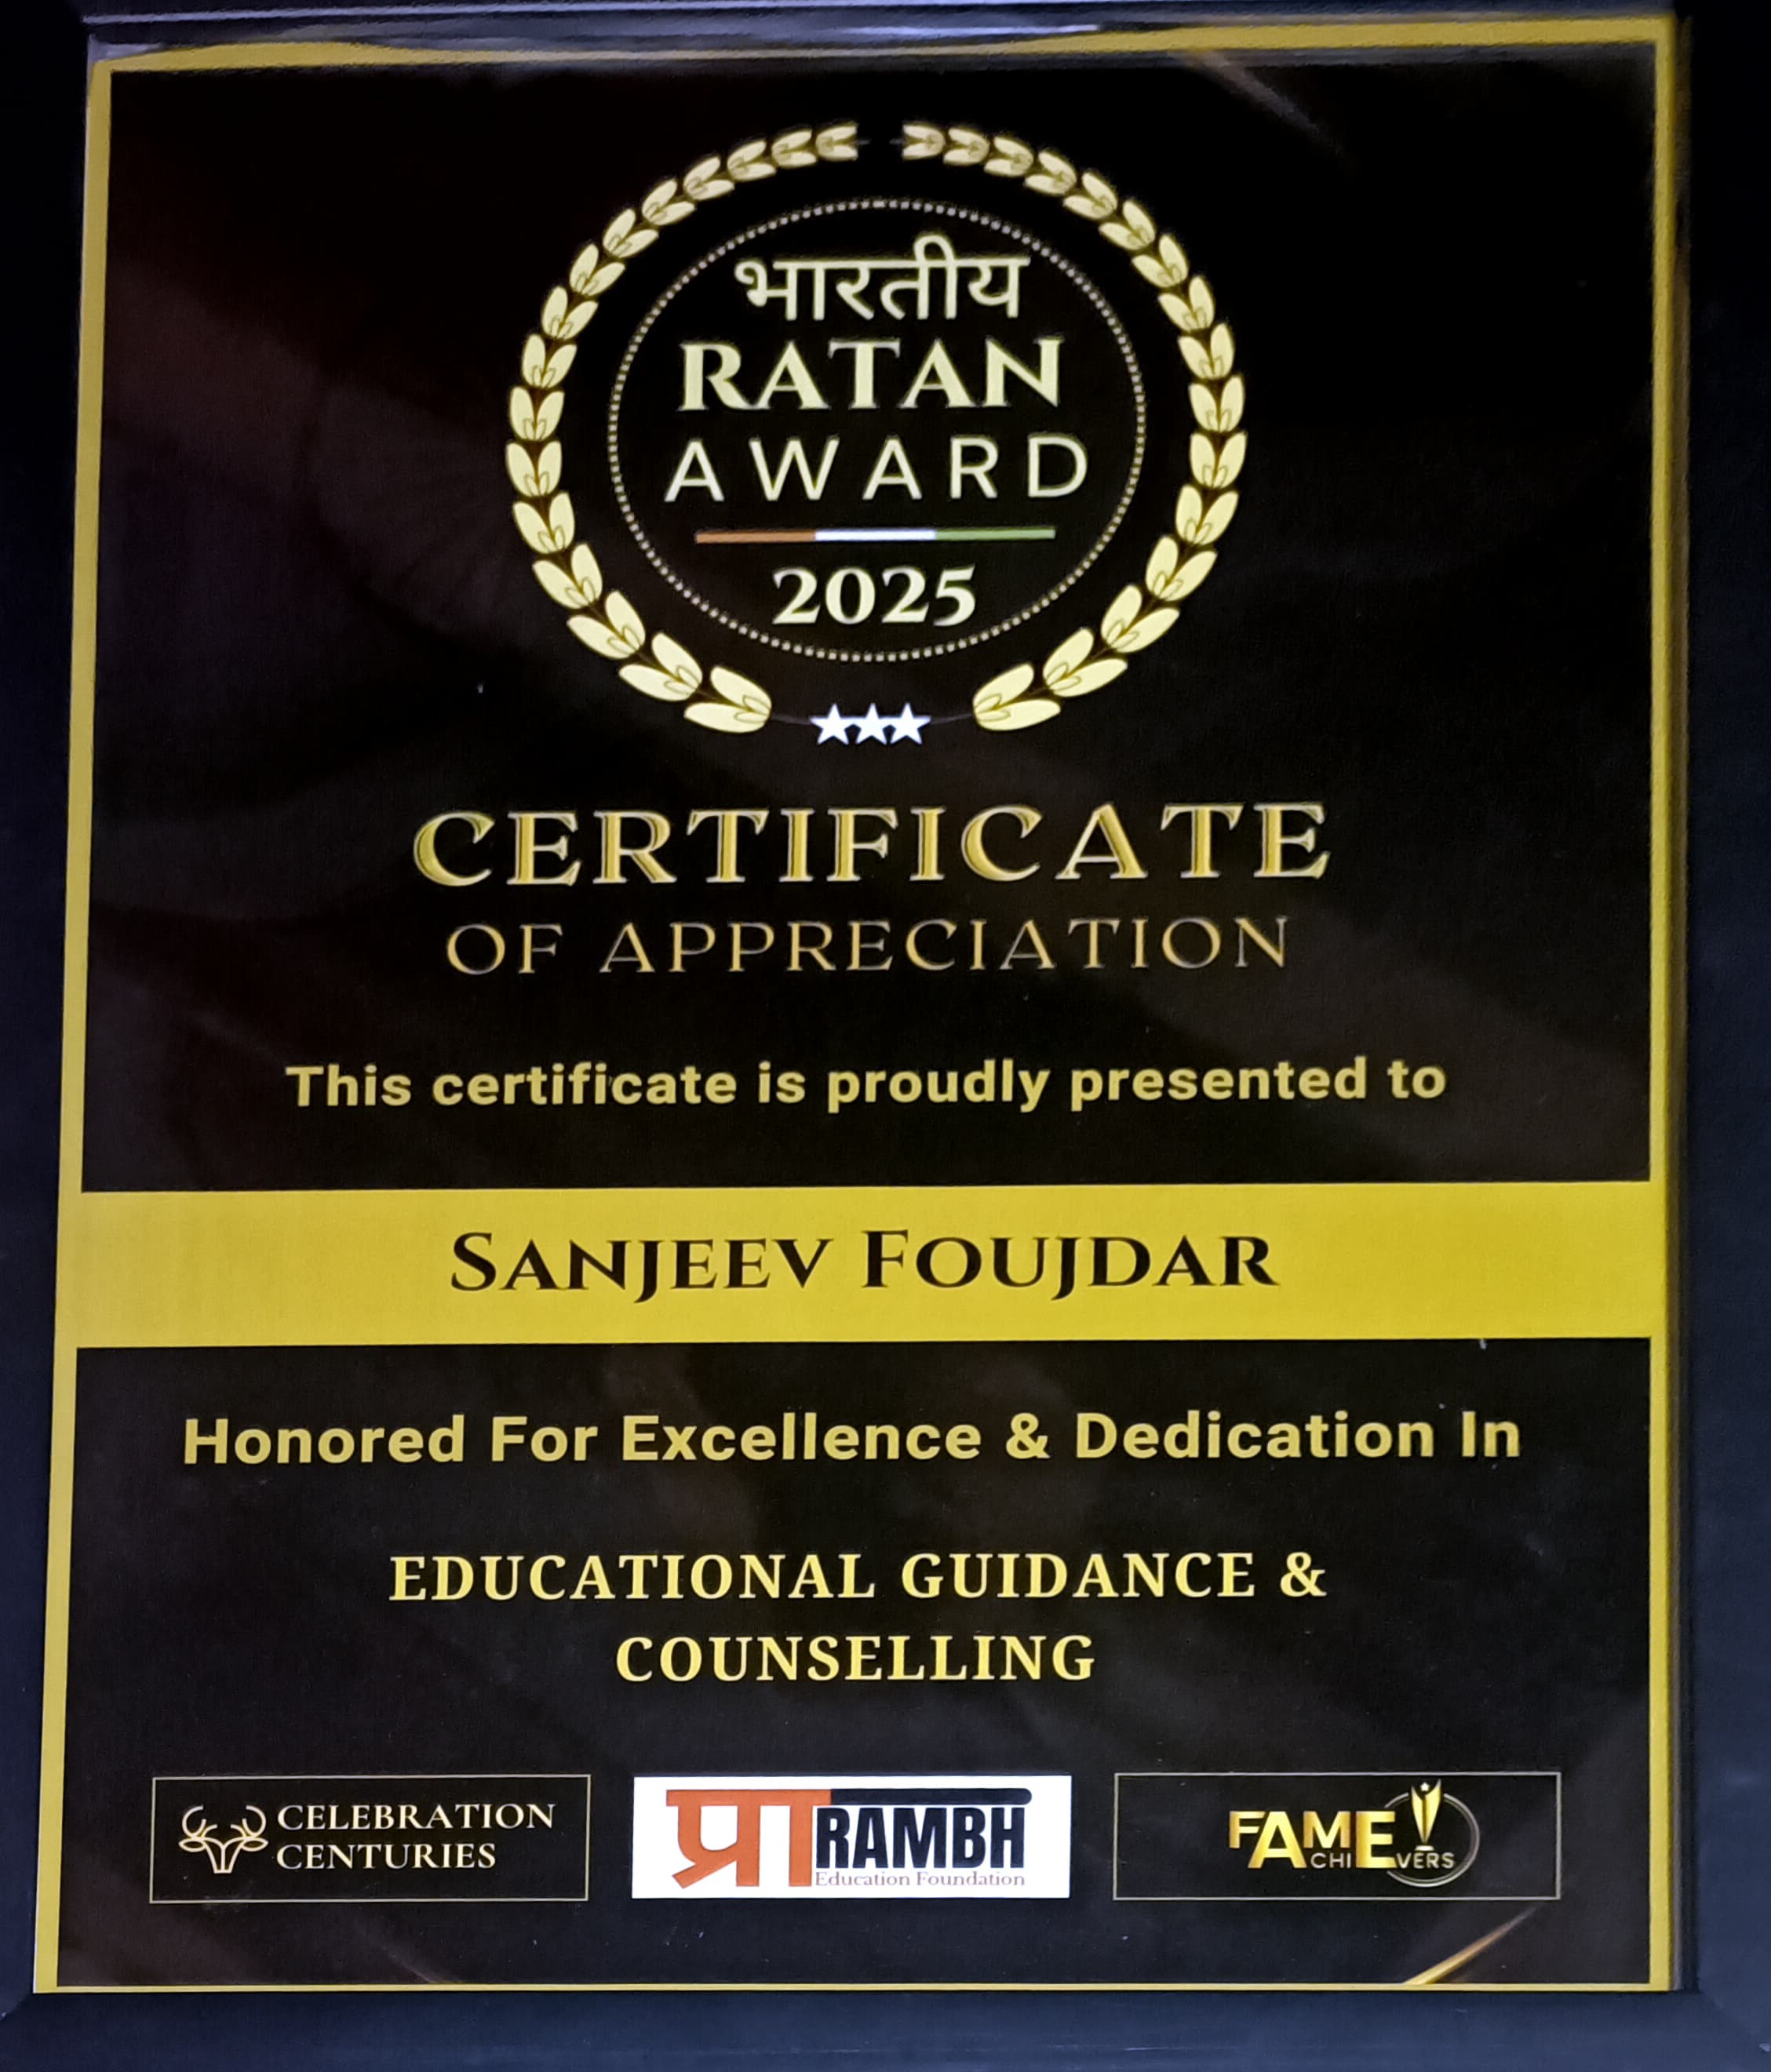 भारतीय
RATAN
AWARD
2025
CERTIFICATE
OF APPRECIATION
This certificate is proudly presented to
SANJEEV FOUJDAR
Honored For Excellence & Dedication In
EDUCATIONAL GUIDANCE &
COUNSELLING
CELEBRATION
CENTURIES
प्राRAMBH
Education Foundation
FAME
ACHIEVERS